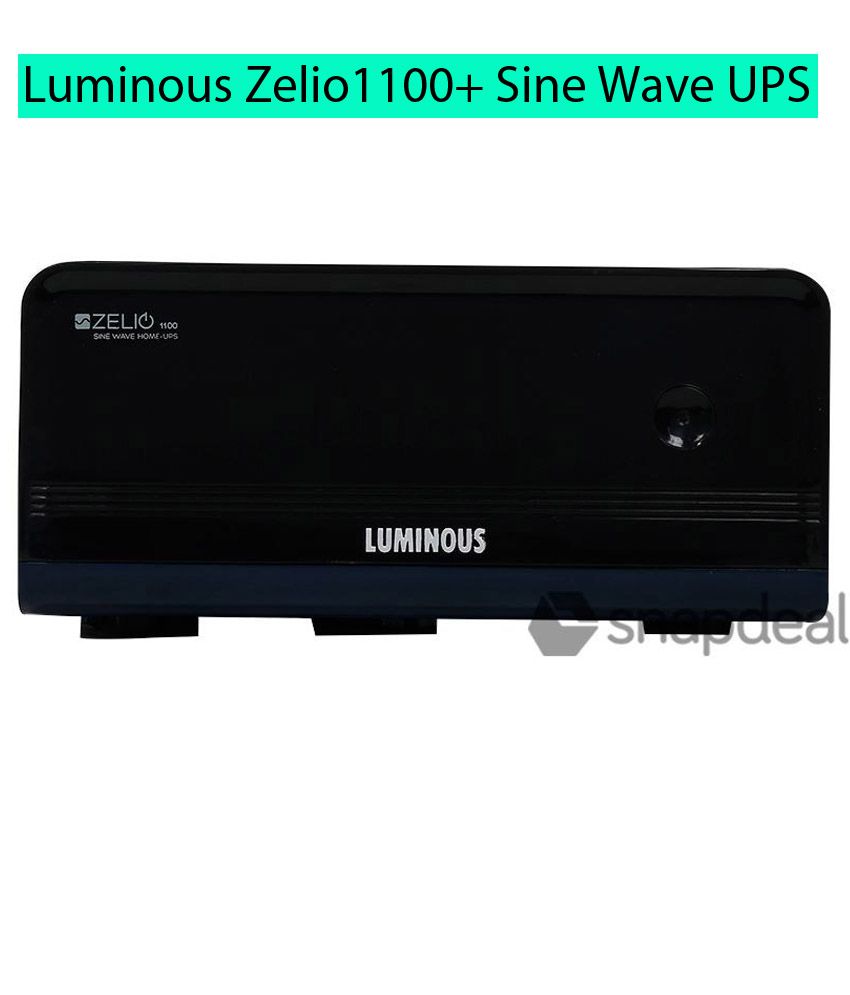 Luminous Zelio1100+ Sine Wave UPS
ZELIO 1100
SINE WAVE HOME-UPS
LUMINOUS
snapdeal